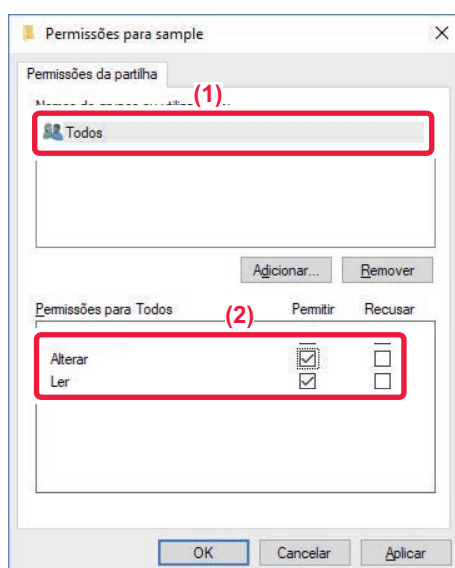 Permissões para sample
Permissões da partilha
(1)
Todos
Adicionar... Remover
Permissões para Todos (2) Permitir Recusar
Alterar
Ler
OK Cancelar Aplicar